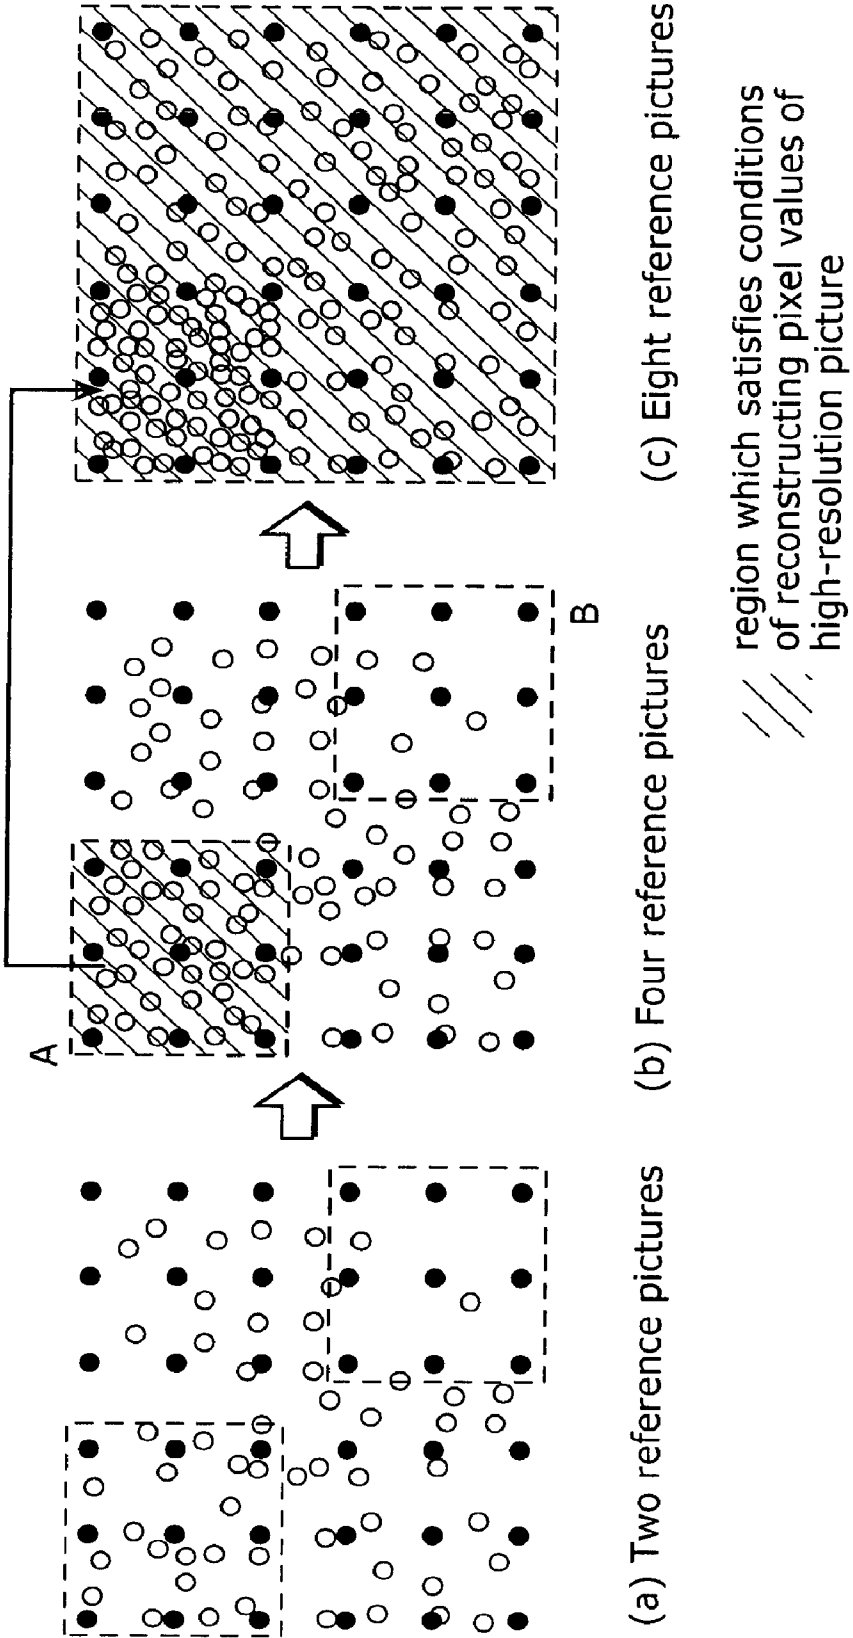 A
B
(a) Two reference pictures
(b) Four reference pictures
(c) Eight reference pictures
region which satisfies conditions
of reconstructing pixel values of
high-resolution picture